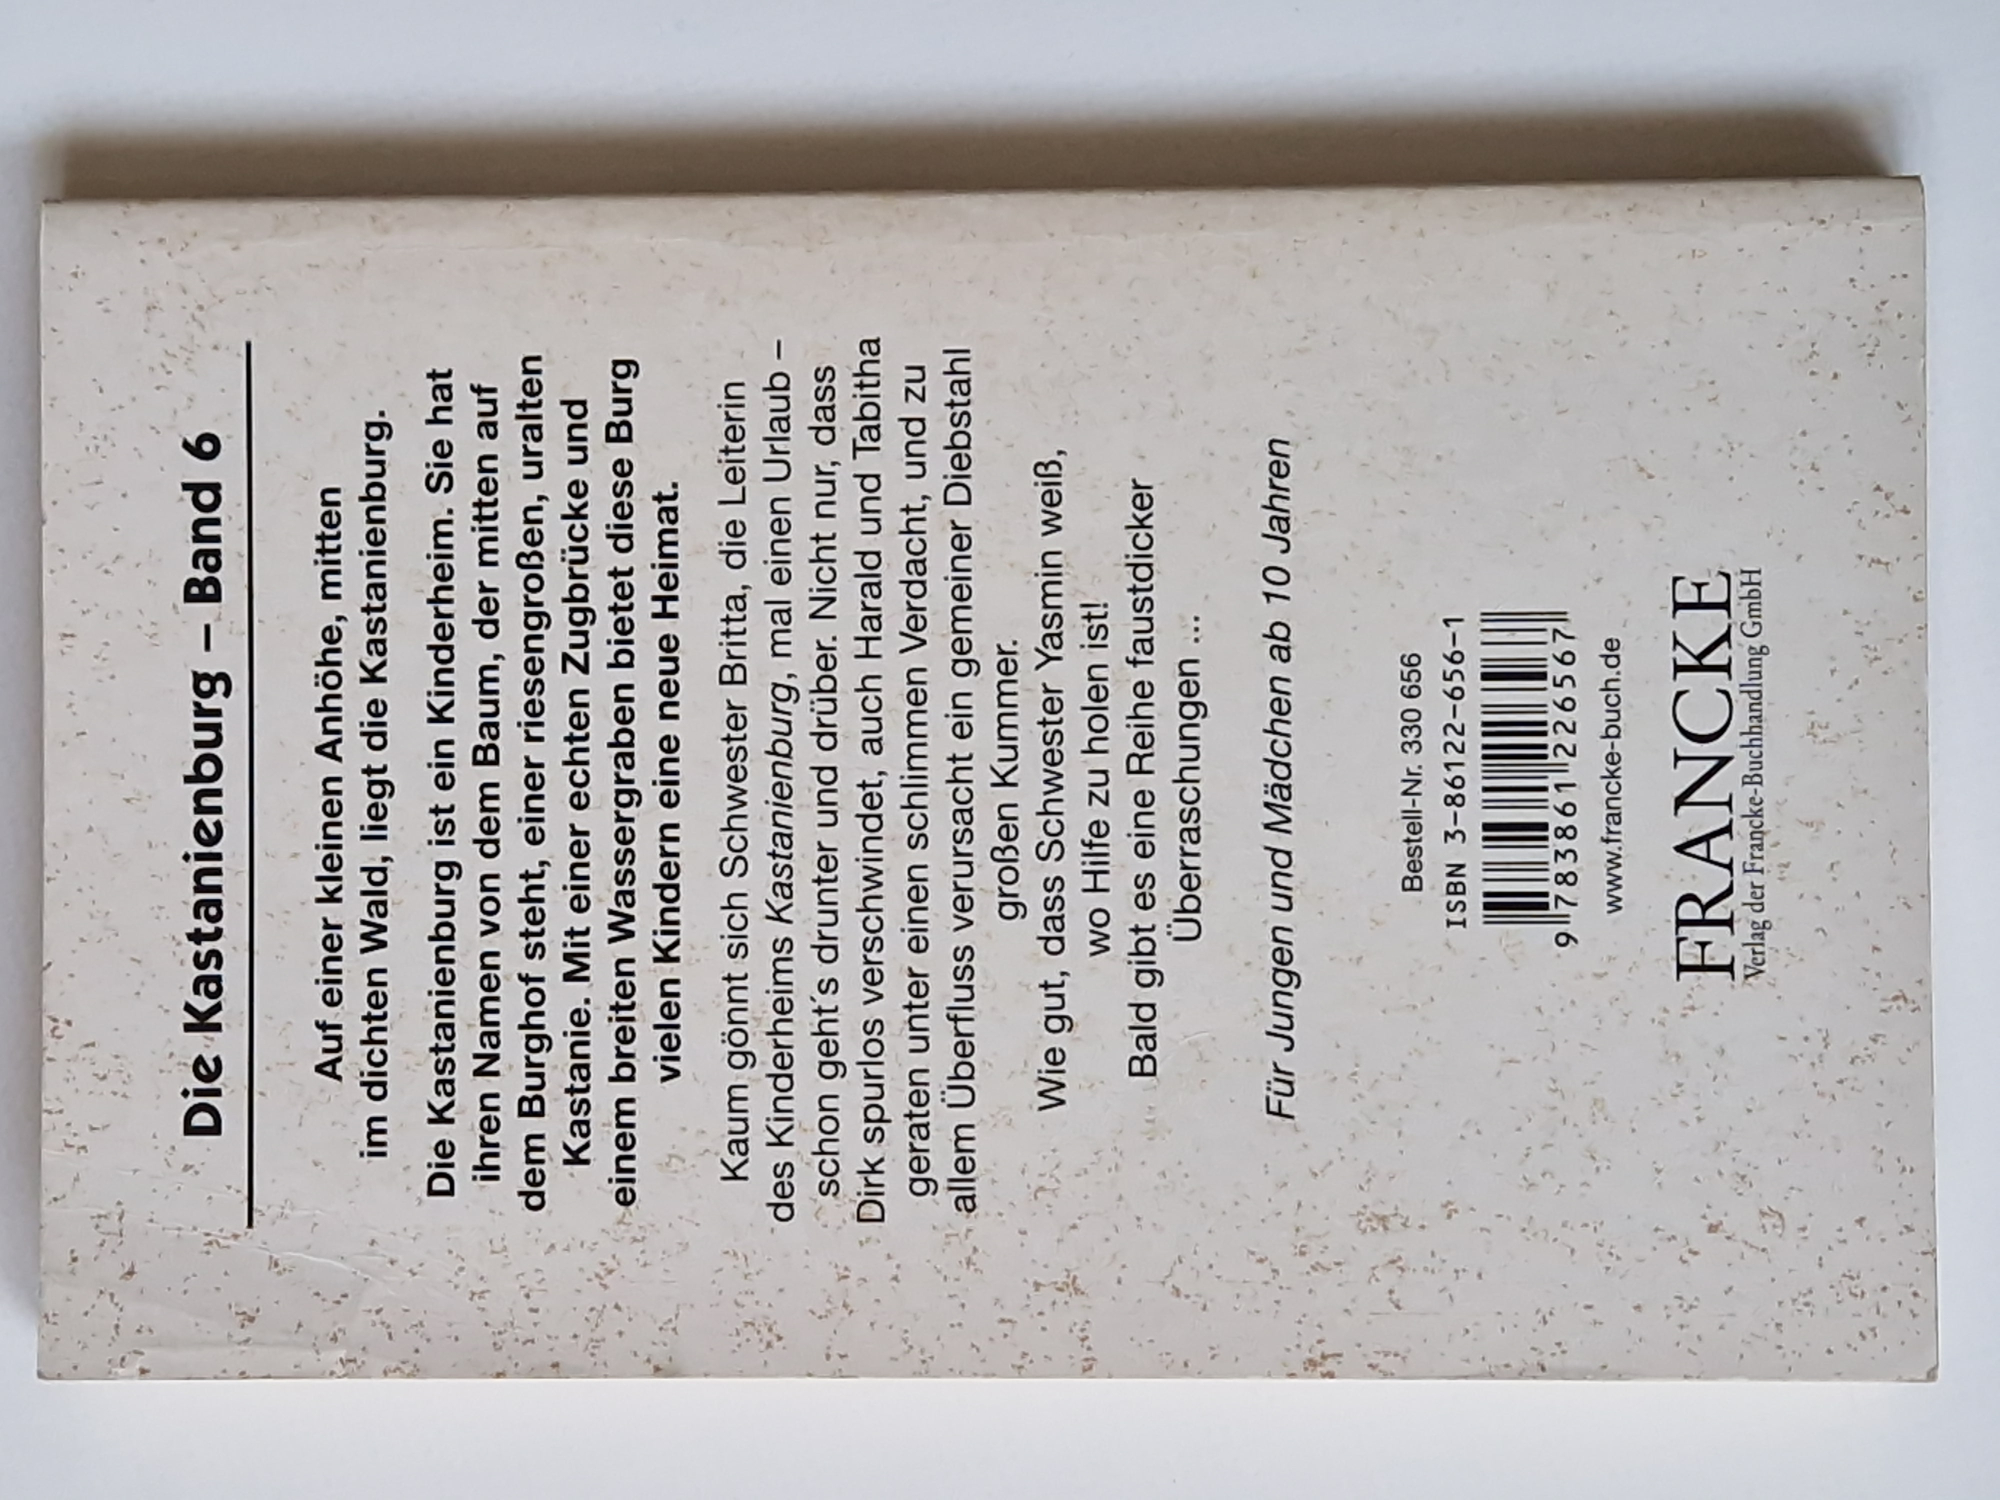 Die Kastanienburg – Band 6
Auf einer kleinen Anhöhe, mitten
im dichten Wald, liegt die Kastanienburg.
Die Kastanienburg ist ein Kinderheim. Sie hat
ihren Namen von dem Baum, der mitten auf
dem Burghof steht, einer riesengroßen, uralten
Kastanie. Mit einer echten Zugbrücke und
einem breiten Wassergraben bietet diese Burg
vielen Kindern eine neue Heimat.
Kaum gönnt sich Schwester Britta, die Leiterin
des Kinderheims Kastanienburg, mal einen Urlaub –
schon geht´s drunter und drüber. Nicht nur, dass
Dirk spurlos verschwindet, auch Harald und Tabitha
geraten unter einen schlimmen Verdacht, und zu
allem Überfluss verursacht ein gemeiner Diebstahl
großen Kummer.
Wie gut, dass Schwester Yasmin weiß,
wo Hilfe zu holen ist!
Bald gibt es eine Reihe faustdicker
Überraschungen ...
Für Jungen und Mädchen ab 10 Jahren
Bestell-Nr. 330 656
ISBN 3-86122-656-1
9 783861 226567
www.francke-buch.de
FRANCKE
Verlag der Francke-Buchhandlung GmbH